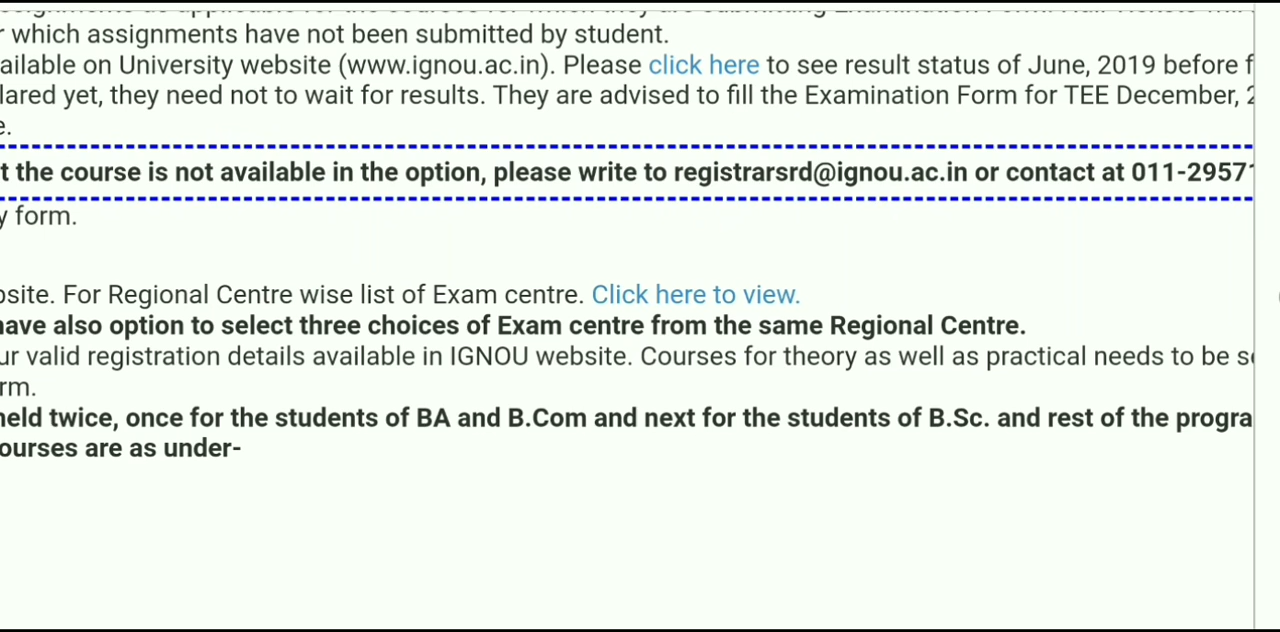 which assignments have not been submitted by student.
ailable on University website (www.ignou.ac.in). Please click here to see result status of June, 2019 before f
lared yet, they need not to wait for results. They are advised to fill the Examination Form for TEE December, 2
e.
t the course is not available in the option, please write to registrarsrd@ignou.ac.in or contact at 011-2957
y form.
site. For Regional Centre wise list of Exam centre. Click here to view.
have also option to select three choices of Exam centre from the same Regional Centre.
ur valid registration details available in IGNOU website. Courses for theory as well as practical needs to be s
rm.
held twice, once for the students of BA and B.Com and next for the students of B.Sc. and rest of the progra
ourses are as under-